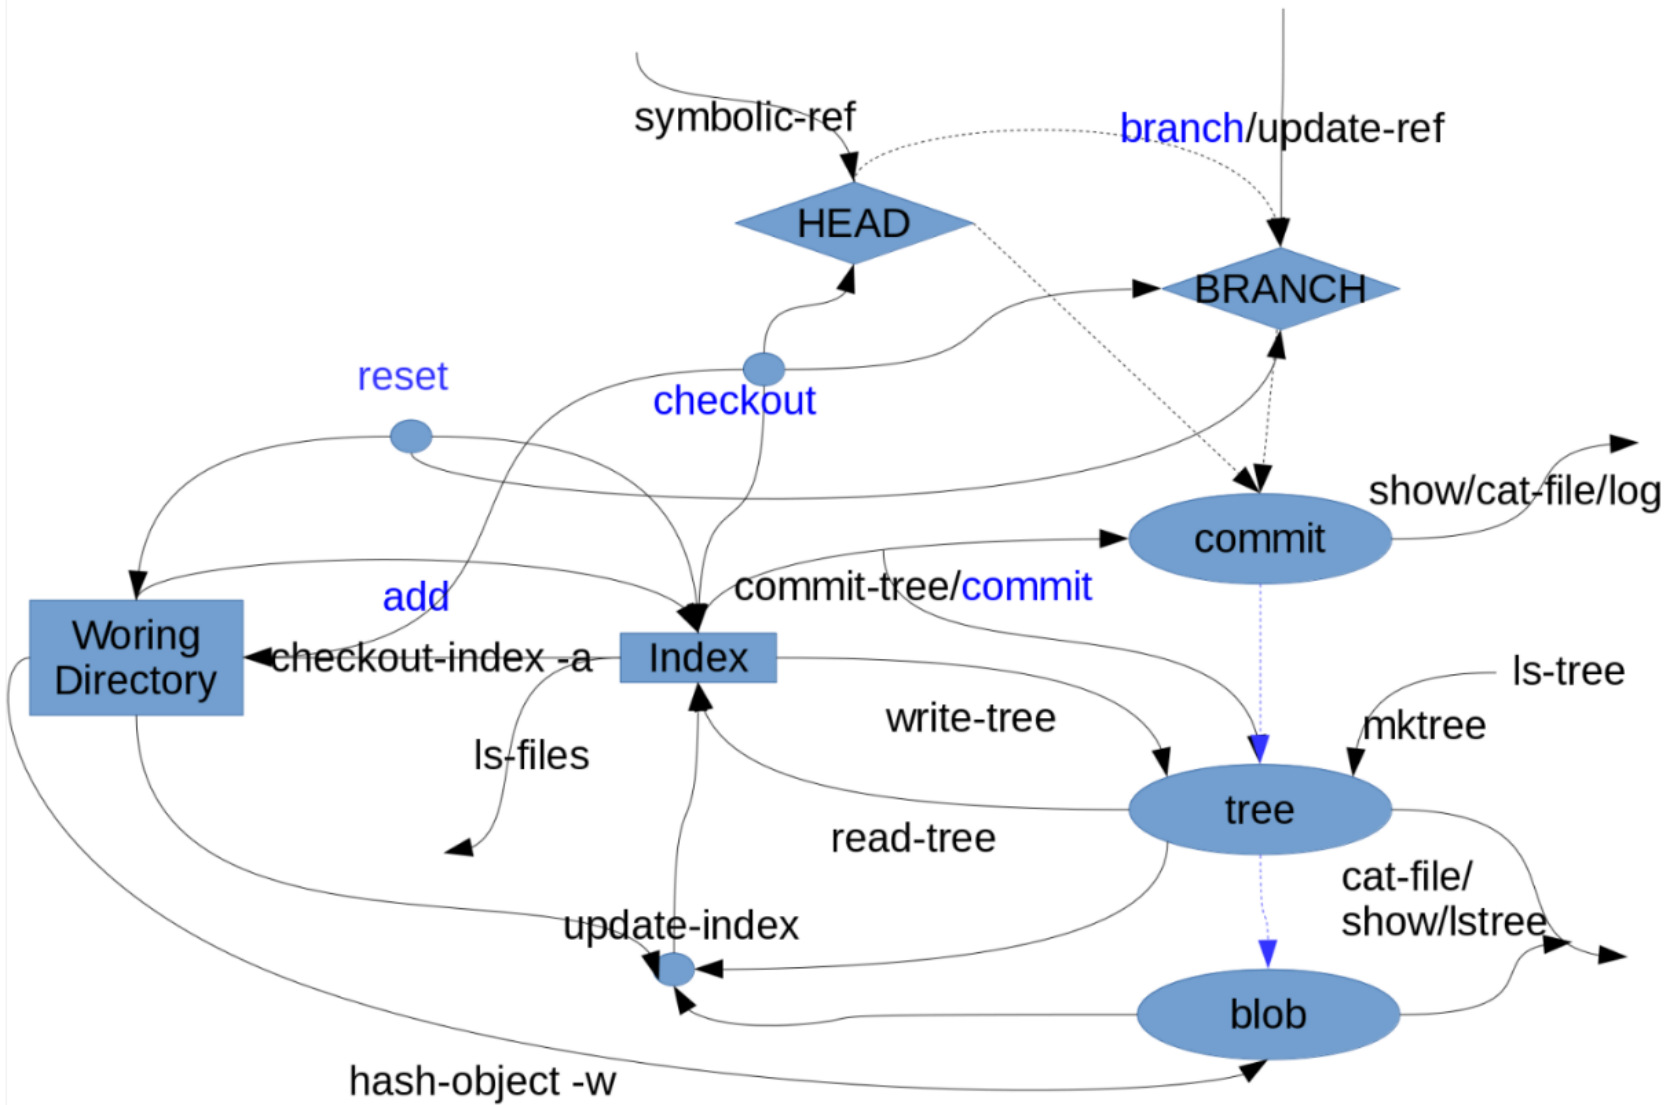 symbolic-ref
branch/update-ref
HEAD
BRANCH
reset
checkout
show/cat-file/log
commit
add
commit-tree/commit
Woring
Directory
checkout-index -a
Index
ls-tree
write-tree
mktree
ls-files
tree
read-tree
cat-file/
show/lstree
update-index
blob
hash-object -w